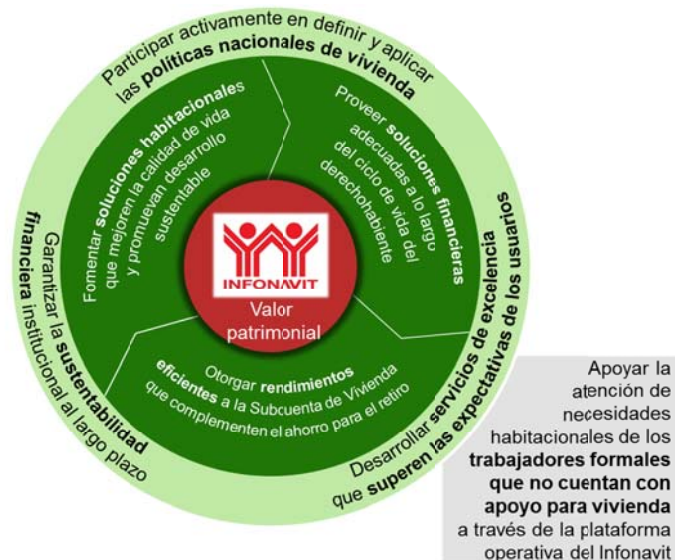 Participar activamente en definir y aplicar
las políticas nacionales de vivienda
Fomentar soluciones habitacionales
que mejoren la calidad de vida
y promuevan desarrollo
sustentable
Proveer soluciones financieras
adecuadas a lo largo
del ciclo de vida del
derechohabiente
INFONAVIT
Valor
patrimonial
Otorgar rendimientos
eficientes a la Subcuenta de Vivienda
que complementen el ahorro para el retiro
Garantizar la sustentabilidad
financiera institucional al largo plazo
Desarrollar servicios de excelencia
que superen las expectativas de los usuarios
Apoyar la
atención de
necesidades
habitacionales de los
trabajadores formales
que no cuentan con
apoyo para vivienda
a través de la plataforma
operativa del Infonavit